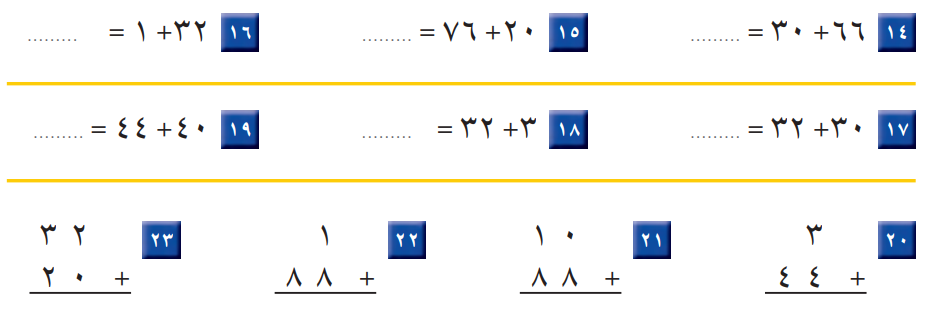 ١٤ ٦٦+ ٣٠ = ......... ١٥ ٢٠+ ٧٦ = ......... ١٦ ٣٢+ ١ = .........
١٧ ٣٠+ ٣٢ = ......... ١٨ ٣+ ٣٢ = ......... ١٩ ٤٠+ ٤٤ = .........
٢٠ ٣ ٢١ ١٠ ٢٢ ١ ٢٣ ٣٢
+ ٤٤ + ٨٨ + ٨٨ + ٢٠